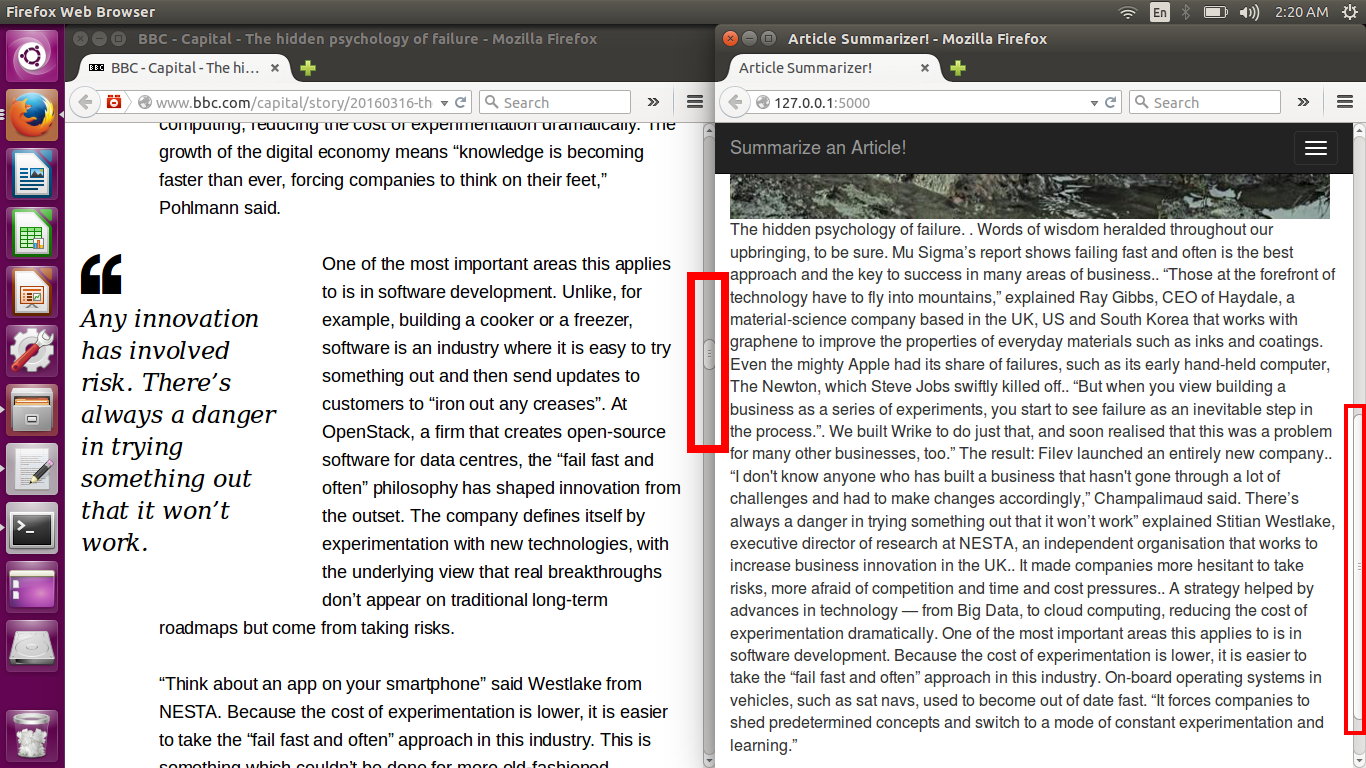 Firefox Web Browser
En
2:20 AM
BBC - Capital - The hidden psychology of failure - Mozilla Firefox
BBC BBC - Capital - The hi…
www.bbc.com/capital/story/20160316-th
Search
computing, reducing the cost of experimentation dramatically. The
growth of the digital economy means “knowledge is becoming
faster than ever, forcing companies to think on their feet,”
Pohlmann said.
❝
Any innovation
has involved
risk. There’s
always a danger
in trying
something out
that it won’t
work.
One of the most important areas this applies
to is in software development. Unlike, for
example, building a cooker or a freezer,
software is an industry where it is easy to try
something out and then send updates to
customers to “iron out any creases”. At
OpenStack, a firm that creates open-source
software for data centres, the “fail fast and
often” philosophy has shaped innovation from
the outset. The company defines itself by
experimentation with new technologies, with
the underlying view that real breakthroughs
don’t appear on traditional long-term
roadmaps but come from taking risks.
“Think about an app on your smartphone” said Westlake from
NESTA. Because the cost of experimentation is lower, it is easier
to take the “fail fast and often” approach in this industry. This is
something which couldn’t be done for more old-fashioned
Article Summarizer! - Mozilla Firefox
Article Summarizer!
127.0.0.1:5000
Search
Summarize an Article!
The hidden psychology of failure. . Words of wisdom heralded throughout our
upbringing, to be sure. Mu Sigma’s report shows failing fast and often is the best
approach and the key to success in many areas of business.. “Those at the forefront of
technology have to fly into mountains,” explained Ray Gibbs, CEO of Haydale, a
material-science company based in the UK, US and South Korea that works with
graphene to improve the properties of everyday materials such as inks and coatings.
Even the mighty Apple had its share of failures, such as its early hand-held computer,
The Newton, which Steve Jobs swiftly killed off.. “But when you view building a
business as a series of experiments, you start to see failure as an inevitable step in
the process.”. We built Wrike to do just that, and soon realised that this was a problem
for many other businesses, too.” The result: Filev launched an entirely new company..
“I don't know anyone who has built a business that hasn't gone through a lot of
challenges and had to make changes accordingly,” Champalimaud said. There’s
always a danger in trying something out that it won’t work” explained Stitian Westlake,
executive director of research at NESTA, an independent organisation that works to
increase business innovation in the UK.. It made companies more hesitant to take
risks, more afraid of competition and time and cost pressures.. A strategy helped by
advances in technology — from Big Data, to cloud computing, reducing the cost of
experimentation dramatically. One of the most important areas this applies to is in
software development. Because the cost of experimentation is lower, it is easier to
take the “fail fast and often” approach in this industry. On-board operating systems in
vehicles, such as sat navs, used to become out of date fast. “It forces companies to
shed predetermined concepts and switch to a mode of constant experimentation and
learning.”